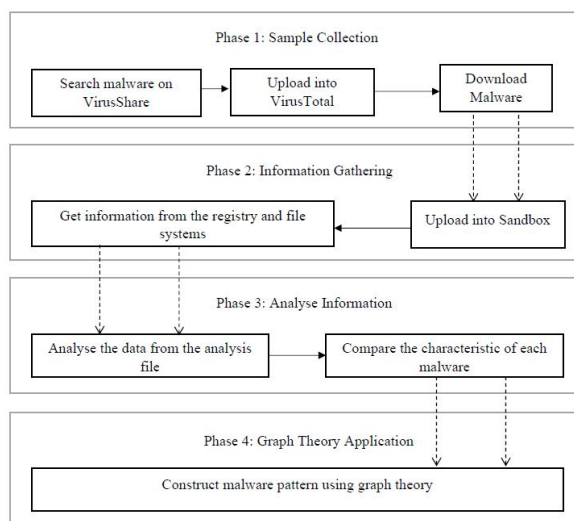 Phase 1: Sample Collection
Search malware on
VirusShare
Upload into
VirusTotal
Download
Malware
Phase 2: Information Gathering
Get information from the registry and file
systems
Upload into Sandbox
Phase 3: Analyse Information
Analyse the data from the analysis
file
Compare the characteristic of each
malware
Phase 4: Graph Theory Application
Construct malware pattern using graph theory